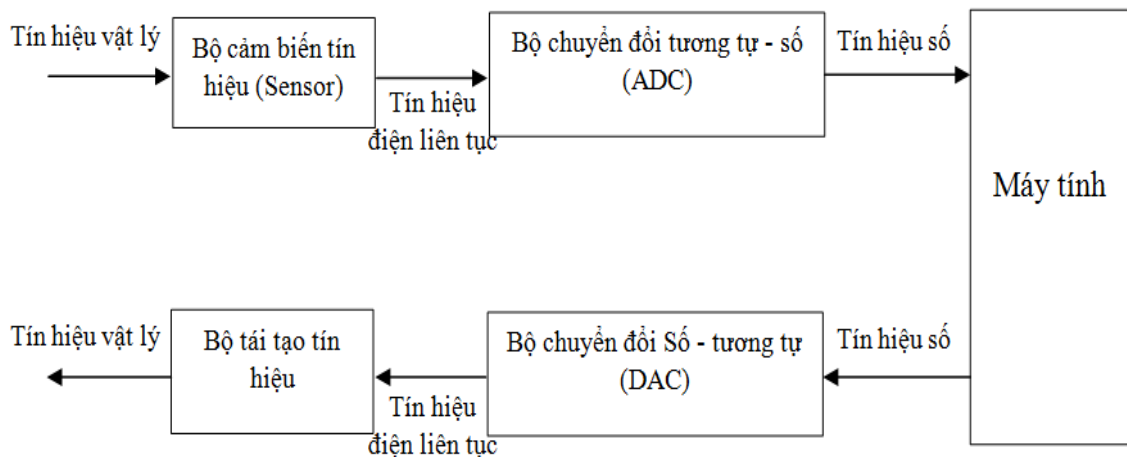 Tín hiệu vật lý
Bộ cảm biến tín
hiệu (Sensor)
Tín hiệu
điện liên tục
Bộ chuyển đổi tương tự - số
(ADC)
Tín hiệu số
Máy tính
Tín hiệu số
Bộ chuyển đổi Số - tương tự
(DAC)
Tín hiệu
điện liên tục
Bộ tái tạo tín
hiệu
Tín hiệu vật lý